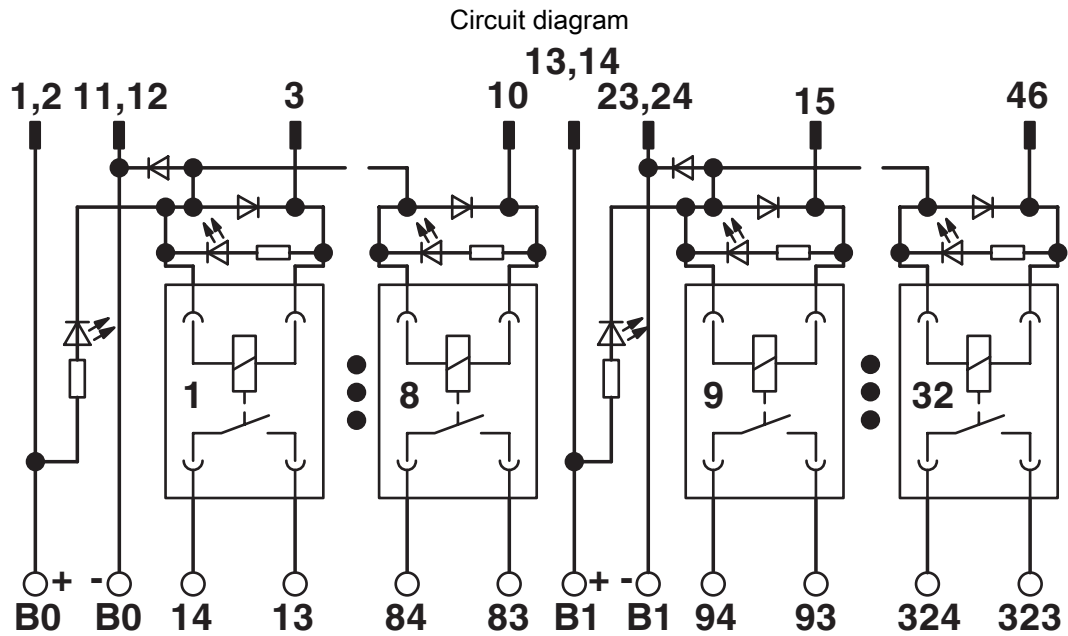 Circuit diagram
13,14
1,2 11,12 3 10 23,24 15 46
1 8 9 32
+ - + -
B0 B0 14 13 84 83 B1 B1 94 93 324 323